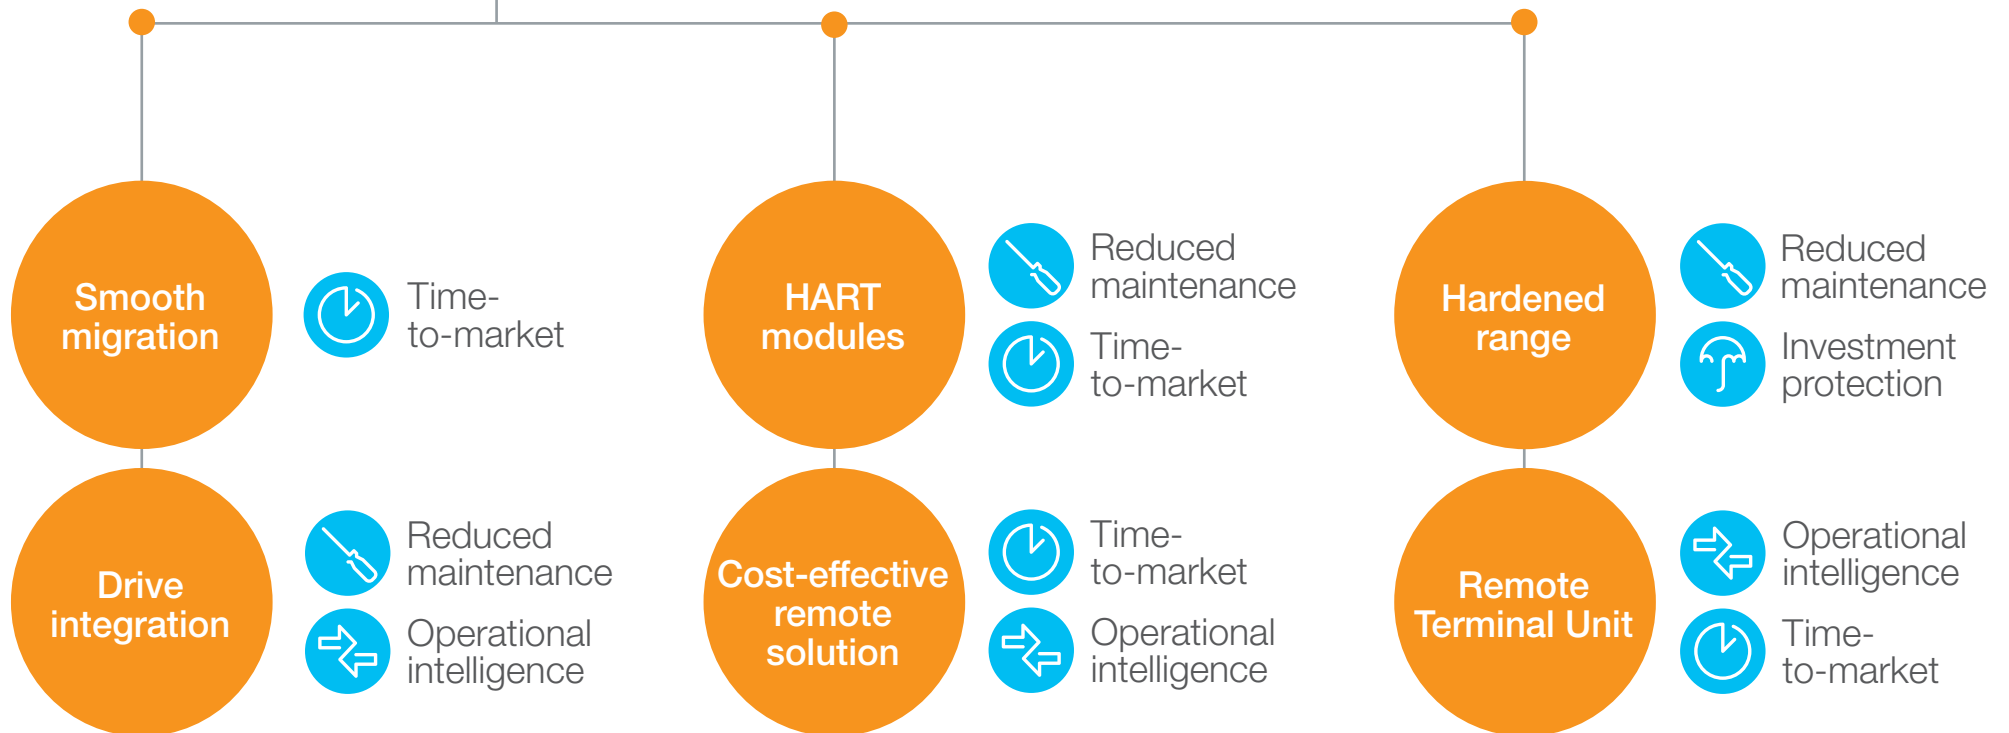 Smooth
migration
Time-
to-market
HART
modules
Reduced
maintenance
Time-
to-market
Hardened
range
Reduced
maintenance
Investment
protection
Drive
integration
Reduced
maintenance
Operational
intelligence
Cost-effective
remote
solution
Time-
to-market
Operational
intelligence
Remote
Terminal Unit
Operational
intelligence
Time-
to-market